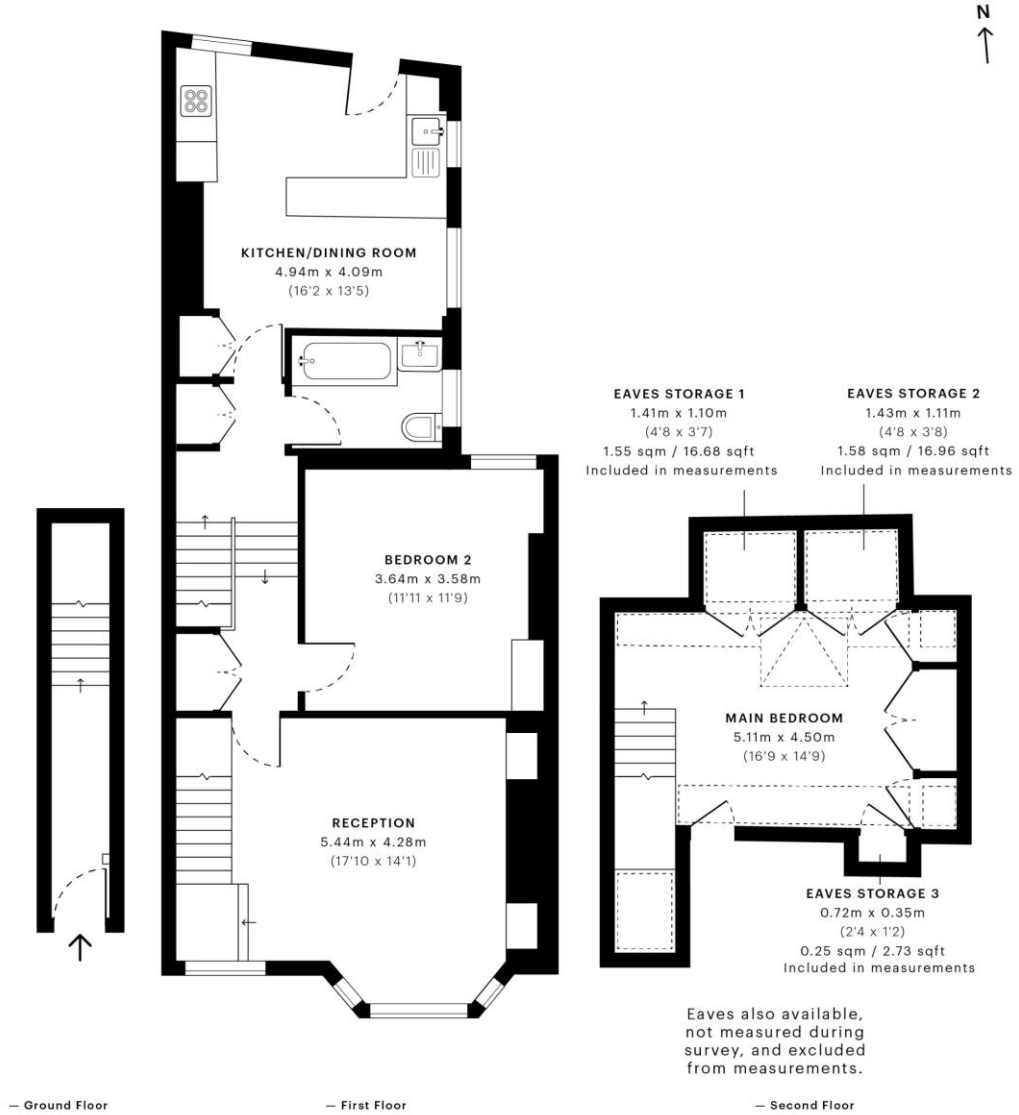 N
KITCHEN/DINING ROOM
4.94m x 4.09m
(16'2 x 13'5)
EAVES STORAGE 1
1.41m x 1.10m
(4'8 x 3'7)
1.55 sqm / 16.68 sqft
Included in measurements
EAVES STORAGE 2
1.43m x 1.11m
(4'8 x 3'8)
1.58 sqm / 16.96 sqft
Included in measurements
BEDROOM 2
3.64m x 3.58m
(11'11 x 11'9)
MAIN BEDROOM
5.11m x 4.50m
(16'9 x 14'9)
RECEPTION
5.44m x 4.28m
(17'10 x 14'1)
EAVES STORAGE 3
0.72m x 0.35m
(2'4 x 1'2)
0.25 sqm / 2.73 sqft
Included in measurements
Eaves also available,
not measured during
survey, and excluded
from measurements.
— Ground Floor
— First Floor
— Second Floor